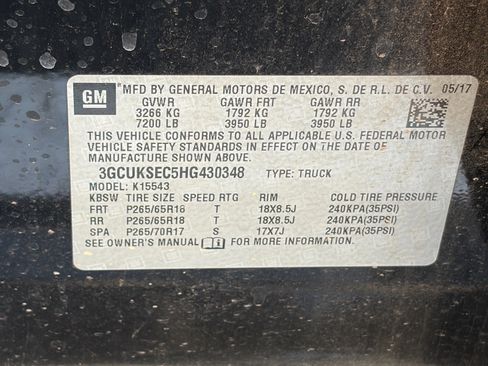 GM
MFD BY GENERAL MOTORS DE MEXICO, S. DE R.L. DE C.V. 05/17
GVWR GAWR FRT GAWR RR
3266 KG 1792 KG 1792 KG
7200 LB 3950 LB 3950 LB
THIS VEHICLE CONFORMS TO ALL APPLICABLE U.S. FEDERAL MOTOR
VEHICLE SAFETY STANDARDS IN EFFECT ON THE DATE OF MANUFACTURE
SHOWN ABOVE.
3GCUKSEC5HG430348 TYPE: TRUCK
MODEL: K15543
KBSW TIRE SIZE SPEED RTG RIM COLD TIRE PRESSURE
FRT P265/65R18 T 18X8.5J 240KPA(35PSI)
RR P265/65R18 T 18X8.5J 240KPA(35PSI)
SPA P265/70R17 S 17X7J 240KPA(35PSI)
SEE OWNER'S MANUAL FOR MORE INFORMATION.